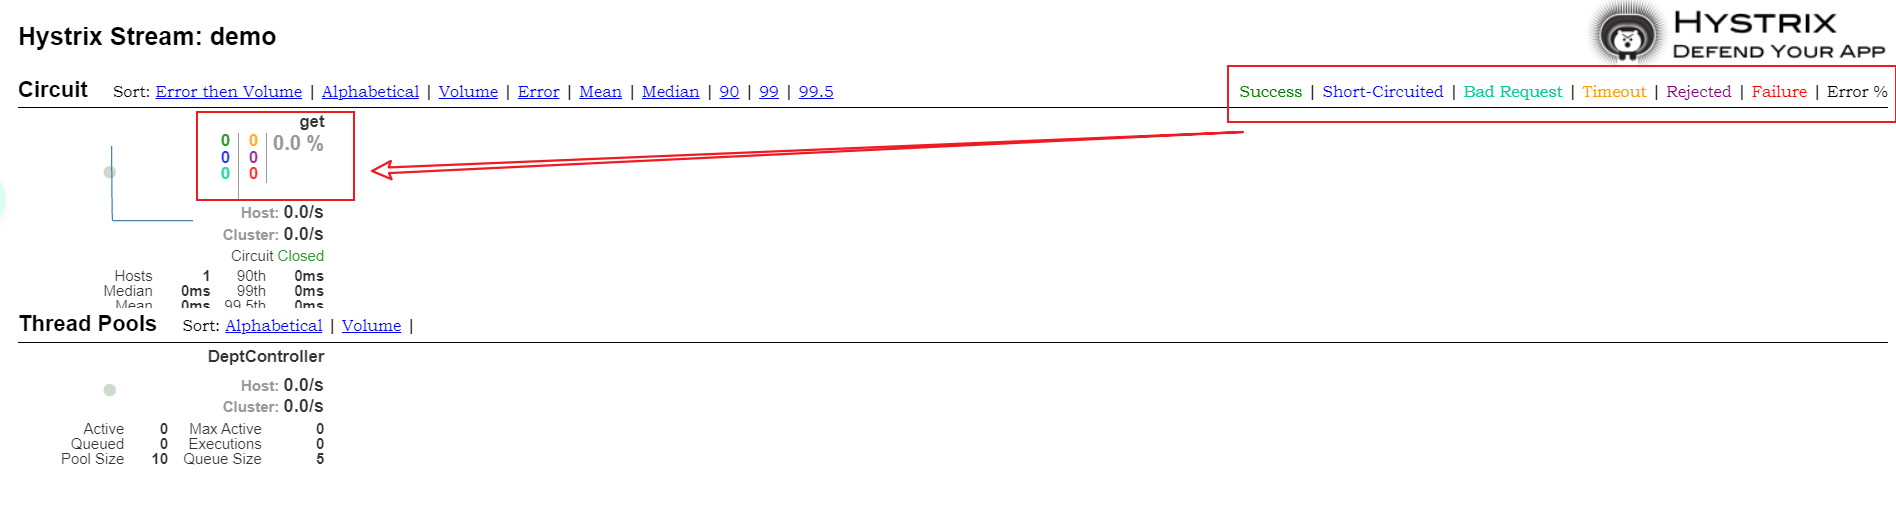 Hystrix Stream: demo
HYSTRIX
DEFEND YOUR APP
Circuit Sort: Error then Volume | Alphabetical | Volume | Error | Mean | Median | 90 | 99 | 99.5
Success | Short-Circuited | Bad Request | Timeout | Rejected | Failure | Error %
get
0 0 0.0 %
0 0
0 0
Host: 0.0/s
Cluster: 0.0/s
Circuit Closed
Hosts 1 90th 0ms
Median 0ms 99th 0ms
Mean 0ms 99.5th 0ms
Thread Pools Sort: Alphabetical | Volume |
DeptController
Host: 0.0/s
Cluster: 0.0/s
Active 0 Max Active 0
Queued 0 Executions 0
Pool Size 10 Queue Size 5